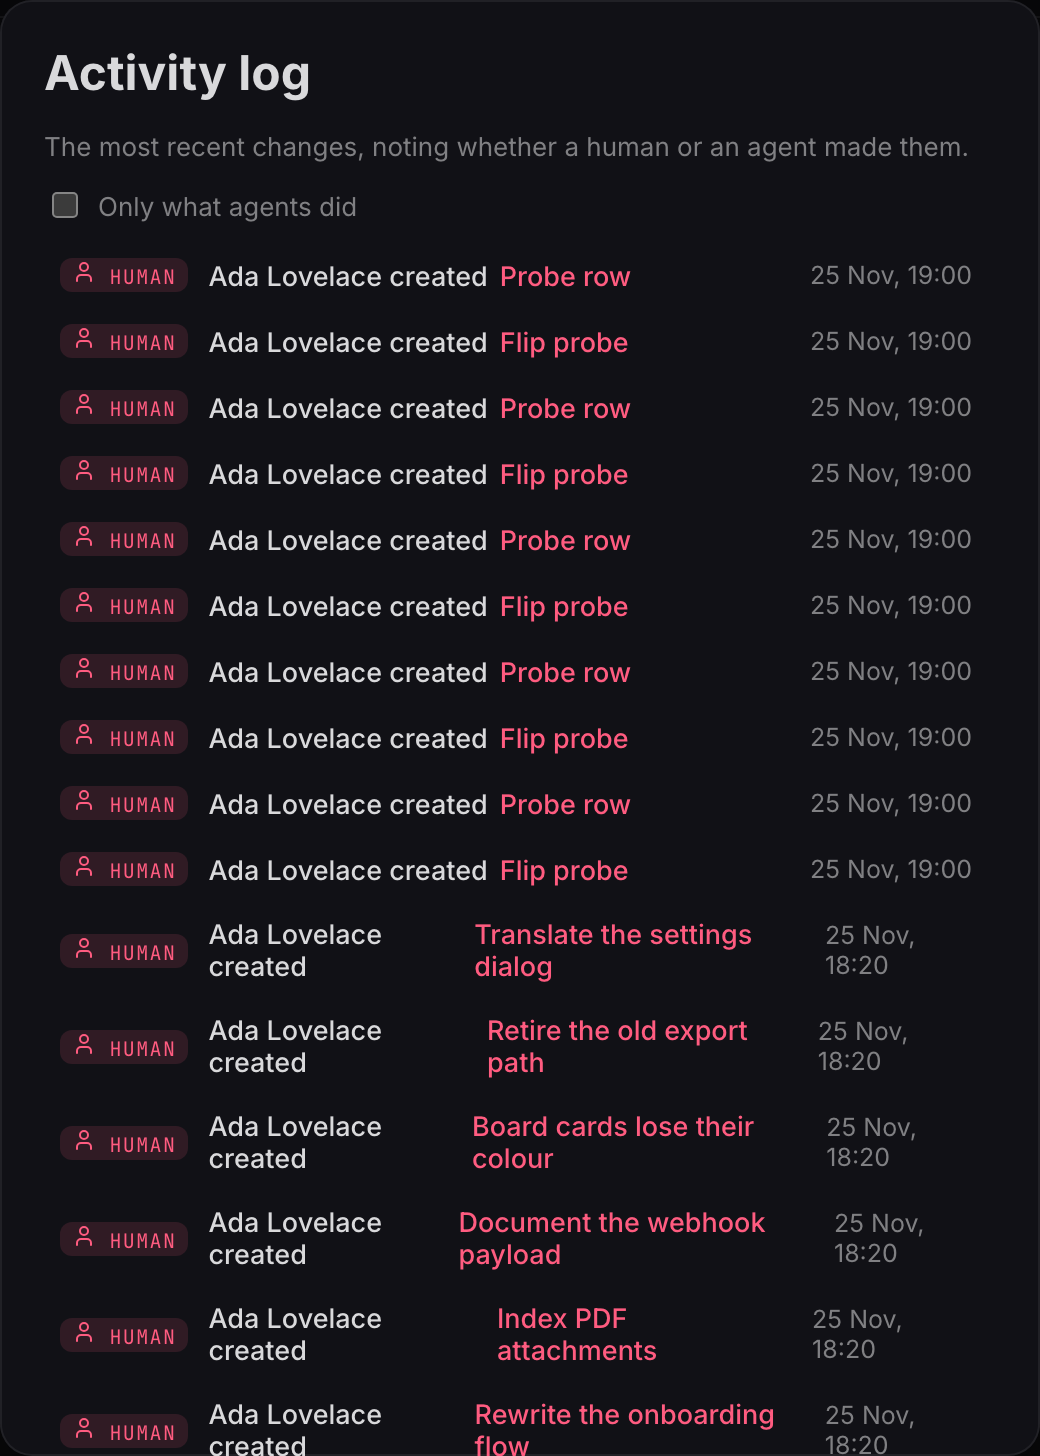 Activity log
The most recent changes, noting whether a human or an agent made them.
Only what agents did
HUMAN Ada Lovelace created Probe row 25 Nov, 19:00
HUMAN Ada Lovelace created Flip probe 25 Nov, 19:00
HUMAN Ada Lovelace created Probe row 25 Nov, 19:00
HUMAN Ada Lovelace created Flip probe 25 Nov, 19:00
HUMAN Ada Lovelace created Probe row 25 Nov, 19:00
HUMAN Ada Lovelace created Flip probe 25 Nov, 19:00
HUMAN Ada Lovelace created Probe row 25 Nov, 19:00
HUMAN Ada Lovelace created Flip probe 25 Nov, 19:00
HUMAN Ada Lovelace created Probe row 25 Nov, 19:00
HUMAN Ada Lovelace created Flip probe 25 Nov, 19:00
HUMAN
Ada Lovelace
created
Translate the settings
dialog
25 Nov,
18:20
HUMAN
Ada Lovelace
created
Retire the old export
path
25 Nov,
18:20
HUMAN
Ada Lovelace
created
Board cards lose their
colour
25 Nov,
18:20
HUMAN
Ada Lovelace
created
Document the webhook
payload
25 Nov,
18:20
HUMAN
Ada Lovelace
created
Index PDF
attachments
25 Nov,
18:20
HUMAN
Ada Lovelace
created
Rewrite the onboarding
flow
25 Nov,
18:20